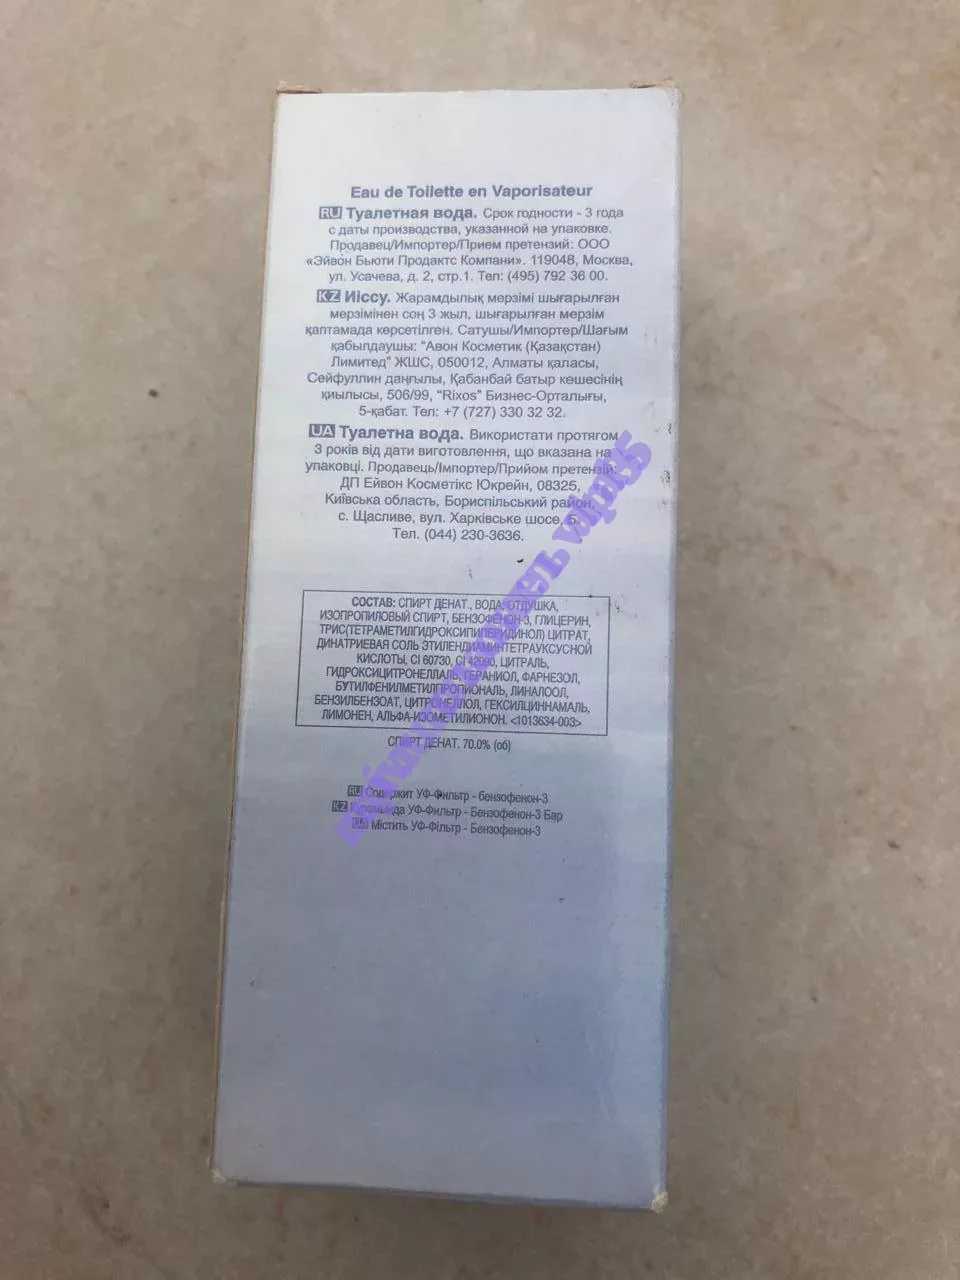 Eau de Toilette en Vaporisateur
RU Туалетная вода. Срок годности - 3 года
с даты производства, указанной на упаковке.
Продавец/Импортер/Прием претензий: ООО
«Эйвон Бьюти Продактс Компани». 119048, Москва,
ул. Усачева, д. 2, стр.1. Тел: (495) 792 36 00.
KZ Иіссу. Жарамдылық мерзімі шығарылған
мерзімінен соң 3 жыл, шығарылған мерзім
қаптамада көрсетілген. Сатушы/Импортер/Шағым
қабылдаушы: "Авон Косметик (Қазақстан)
Лимитед" ЖШС, 050012, Алматы қаласы,
Сейфуллин даңғылы, Қабанбай батыр көшесінің
қиылысы, 506/99, "Rixos" Бизнес-Орталығы,
5-қабат. Тел: +7 (727) 330 32 32.
UA Туалетна вода. Використати протягом
3 років від дати виготовлення, що вказана на
упаковці. Продавець/Імпортер/Прийом претензій:
ДП Ейвон Косметікс Юкрейн, 08325,
Київська область, Бориспільський район,
с. Щасливе, вул. Харківське шосе, 5.
Тел. (044) 230-3636.
СОСТАВ: СПИРТ ДЕНАТ., ВОДА, ОТДУШКА,
ИЗОПРОПИЛОВЫЙ СПИРТ, БЕНЗОФЕНОН-3, ГЛИЦЕРИН,
ТРИС(ТЕТРАМЕТИЛГИДРОКСИПИПЕРИДИНОЛ) ЦИТРАТ,
ДИНАТРИЕВАЯ СОЛЬ ЭТИЛЕНДИАМИНТЕТРАУКСУСНОЙ
КИСЛОТЫ, CI 60730, CI 42090, ЦИТРАЛЬ,
ГИДРОКСИЦИТРОНЕЛЛАЛЬ, ГЕРАНИОЛ, ФАРНЕЗОЛ,
БУТИЛФЕНИЛМЕТИЛПРОПИОНАЛЬ, ЛИНАЛООЛ,
БЕНЗИЛБЕНЗОАТ, ЦИТРОНЕЛЛОЛ, ГЕКСИЛЦИННАМАЛЬ,
ЛИМОНЕН, АЛЬФА-ИЗОМЕТИЛИОНОН. <1013634-003>
СПИРТ ДЕНАТ. 70.0% (об)
RU Содержит УФ-Фильтр - бензофенон-3
KZ Құрамында УФ-Фильтр - Бензофенон-3 Бар
UA Містить УФ-Фільтр - Бензофенон-3